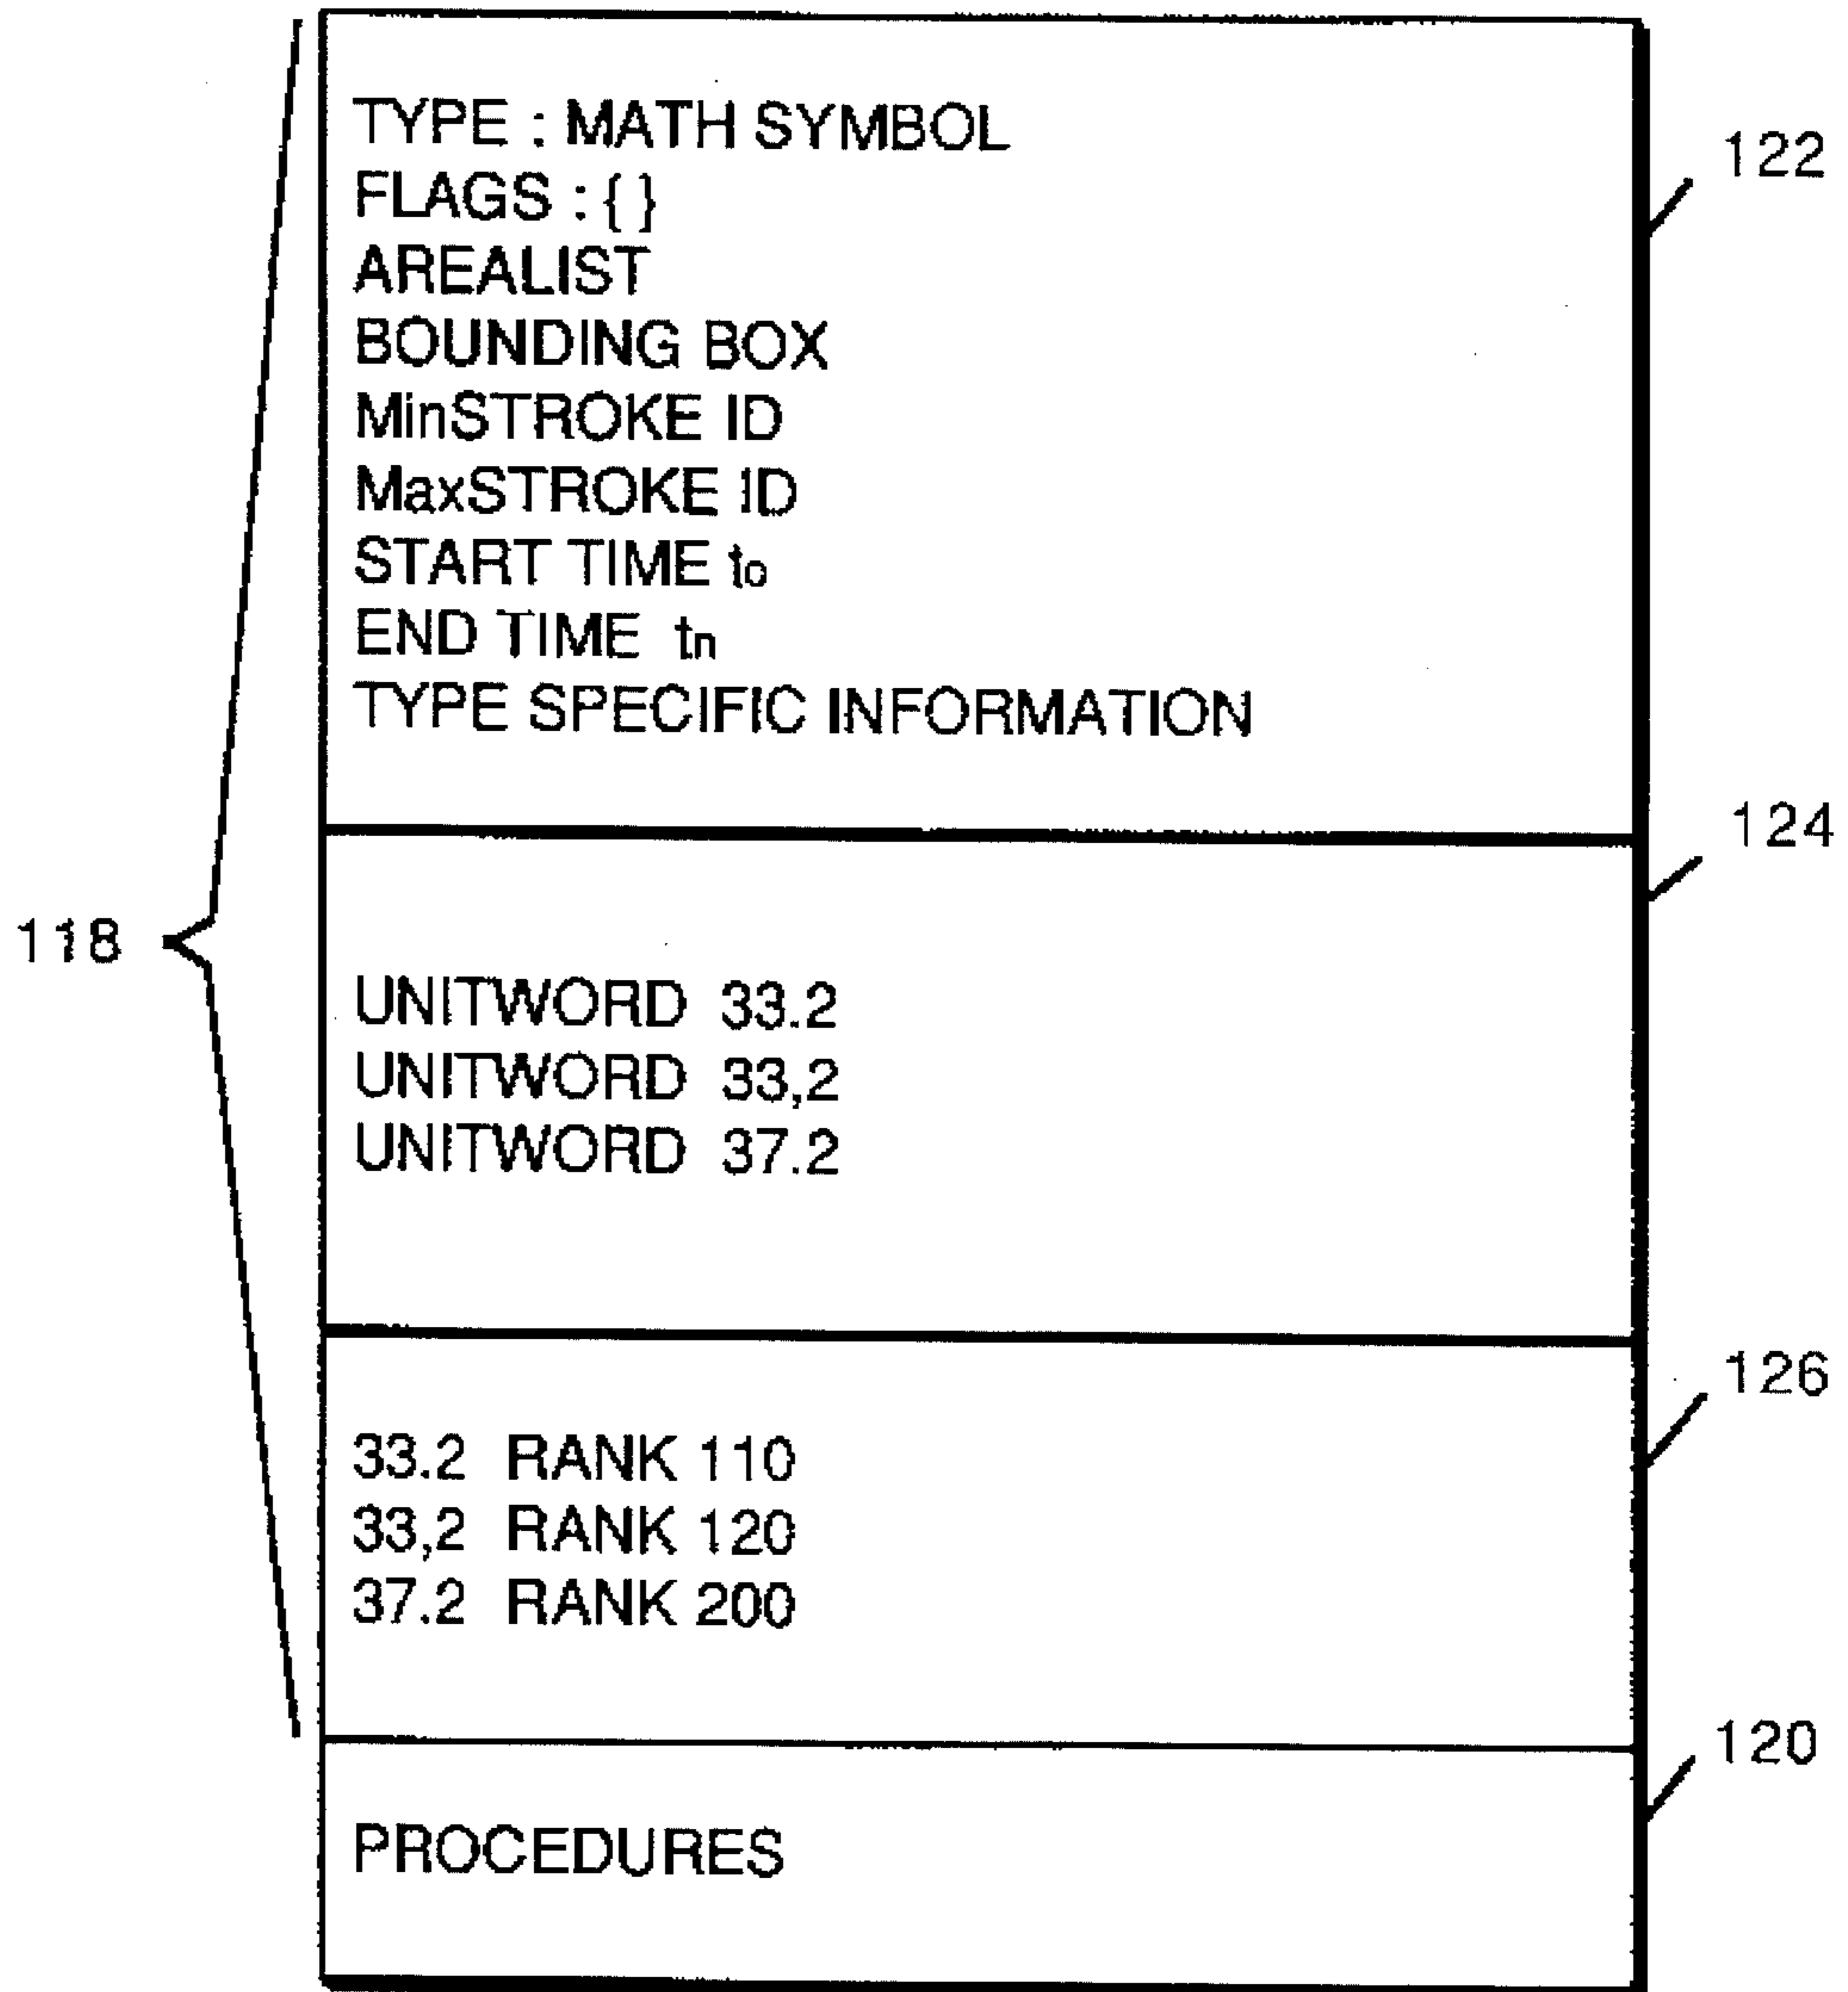 TYPE : MATH SYMBOL
122
FLAGS : { }
AREALIST
BOUNDING BOX
MinSTROKE ID
MaxSTROKE ID
START TIME to
END TIME tn
TYPE SPECIFIC INFORMATION
124
118
UNITWORD 33.2
UNITWORD 33,2
UNITWORD 37.2
126
33.2 RANK 110
33,2 RANK 120
37.2 RANK 200
120
PROCEDURES